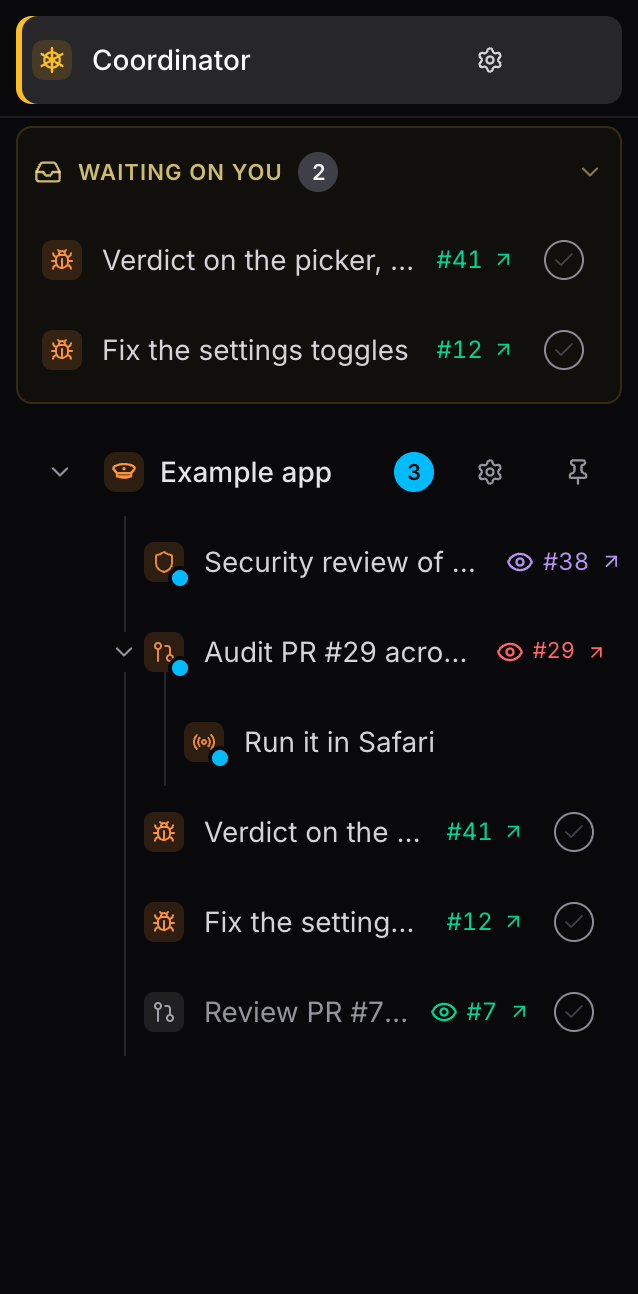 Coordinator
WAITING ON YOU 2
Verdict on the picker, ... #41
Fix the settings toggles #12
Example app 3
Security review of ... #38
Audit PR #29 acro... #29
Run it in Safari
Verdict on the ... #41
Fix the setting... #12
Review PR #7... #7